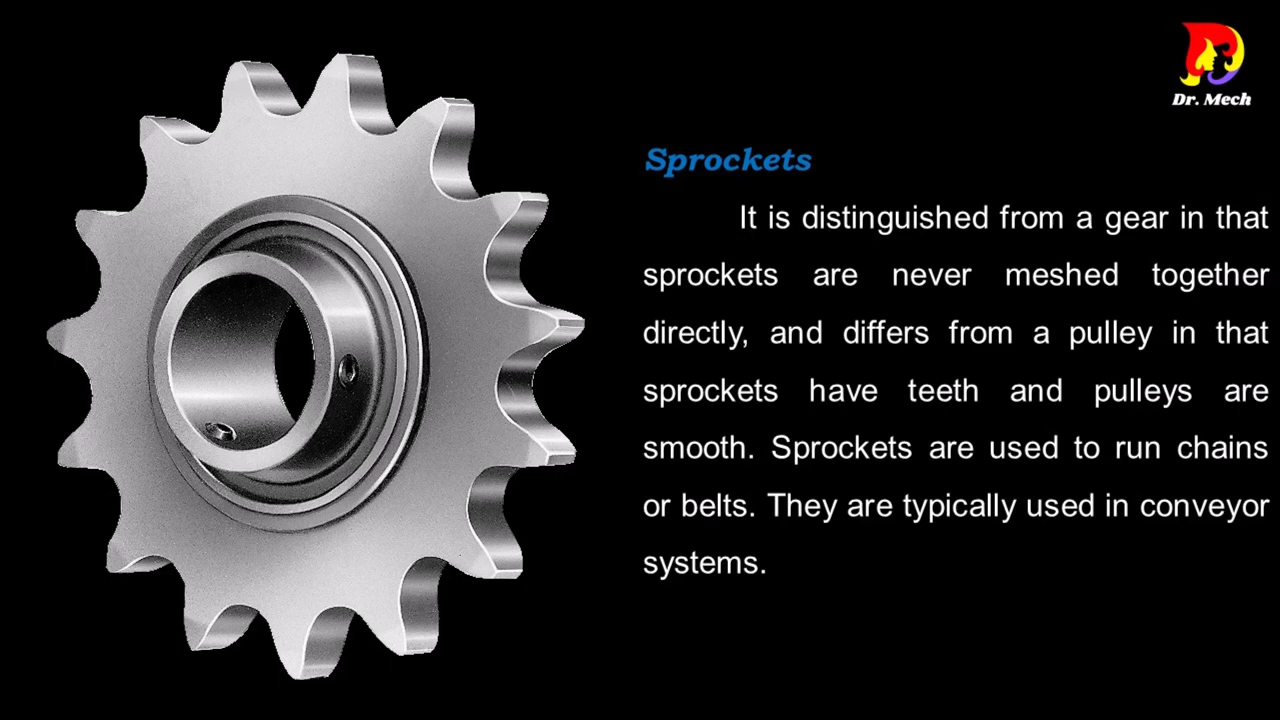 Dr. Mech
Sprockets
It is distinguished from a gear in that
sprockets are never meshed together
directly, and differs from a pulley in that
sprockets have teeth and pulleys are
smooth. Sprockets are used to run chains
or belts. They are typically used in conveyor
systems.